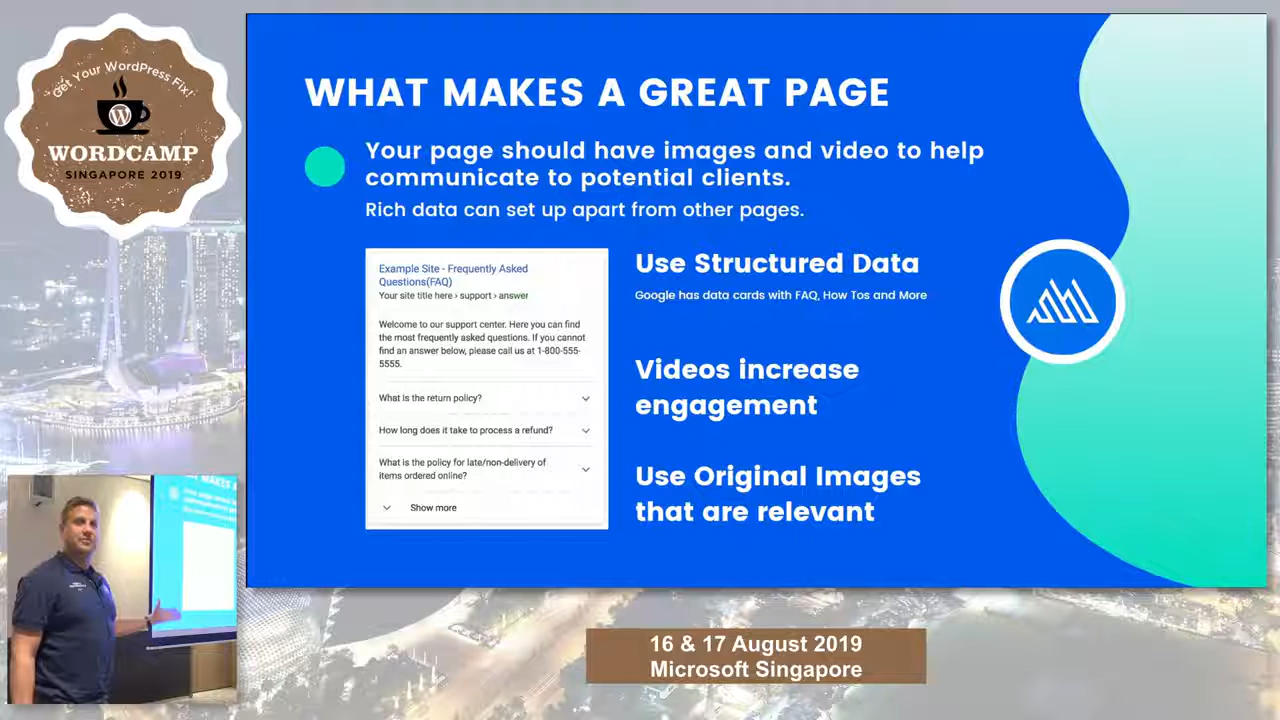 Get Your WordPress Fix!
WORDCAMP
SINGAPORE 2019
WHAT MAKES A GREAT PAGE
Your page should have images and video to help
communicate to potential clients.
Rich data can set up apart from other pages.
Example Site - Frequently Asked
Questions(FAQ)
Your site title here › support › answer
Welcome to our support center. Here you can find
the most frequently asked questions. If you cannot
find an answer below, please call us at 1-800-555-
5555.
What is the return policy?
How long does it take to process a refund?
What is the policy for late/non-delivery of
items ordered online?
Show more
Use Structured Data
Google has data cards with FAQ, How Tos and More
Videos increase
engagement
Use Original Images
that are relevant
16 & 17 August 2019
Microsoft Singapore